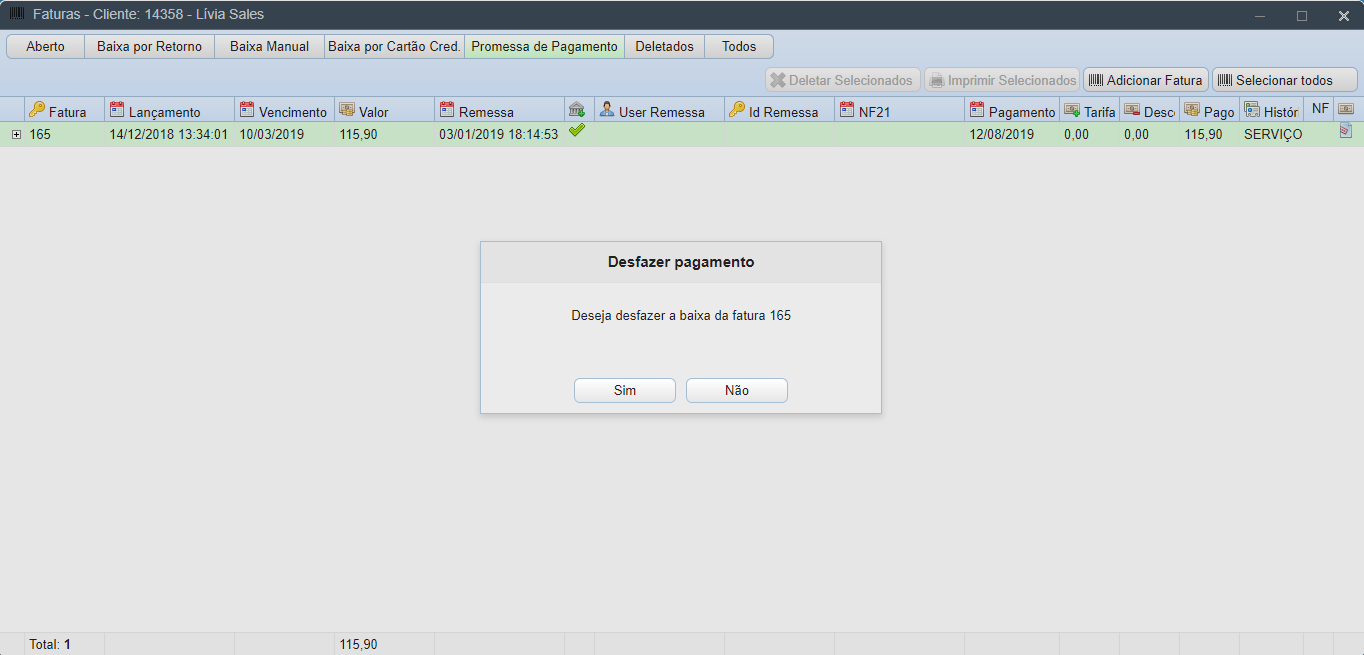 Faturas - Cliente: 14358 - Lívia Sales
Aberto Baixa por Retorno Baixa Manual Baixa por Cartão Cred. Promessa de Pagamento Deletados Todos
Deletar Selecionados Imprimir Selecionados Adicionar Fatura Selecionar todos
Fatura Lançamento Vencimento Valor Remessa User Remessa Id Remessa NF21 Pagamento Tarifa Desc Pago Histór NF
165 14/12/2018 13:34:01 10/03/2019 115,90 03/01/2019 18:14:53 12/08/2019 0,00 0,00 115,90 SERVIÇO
Desfazer pagamento
Deseja desfazer a baixa da fatura 165
Sim Não
Total: 1 115,90